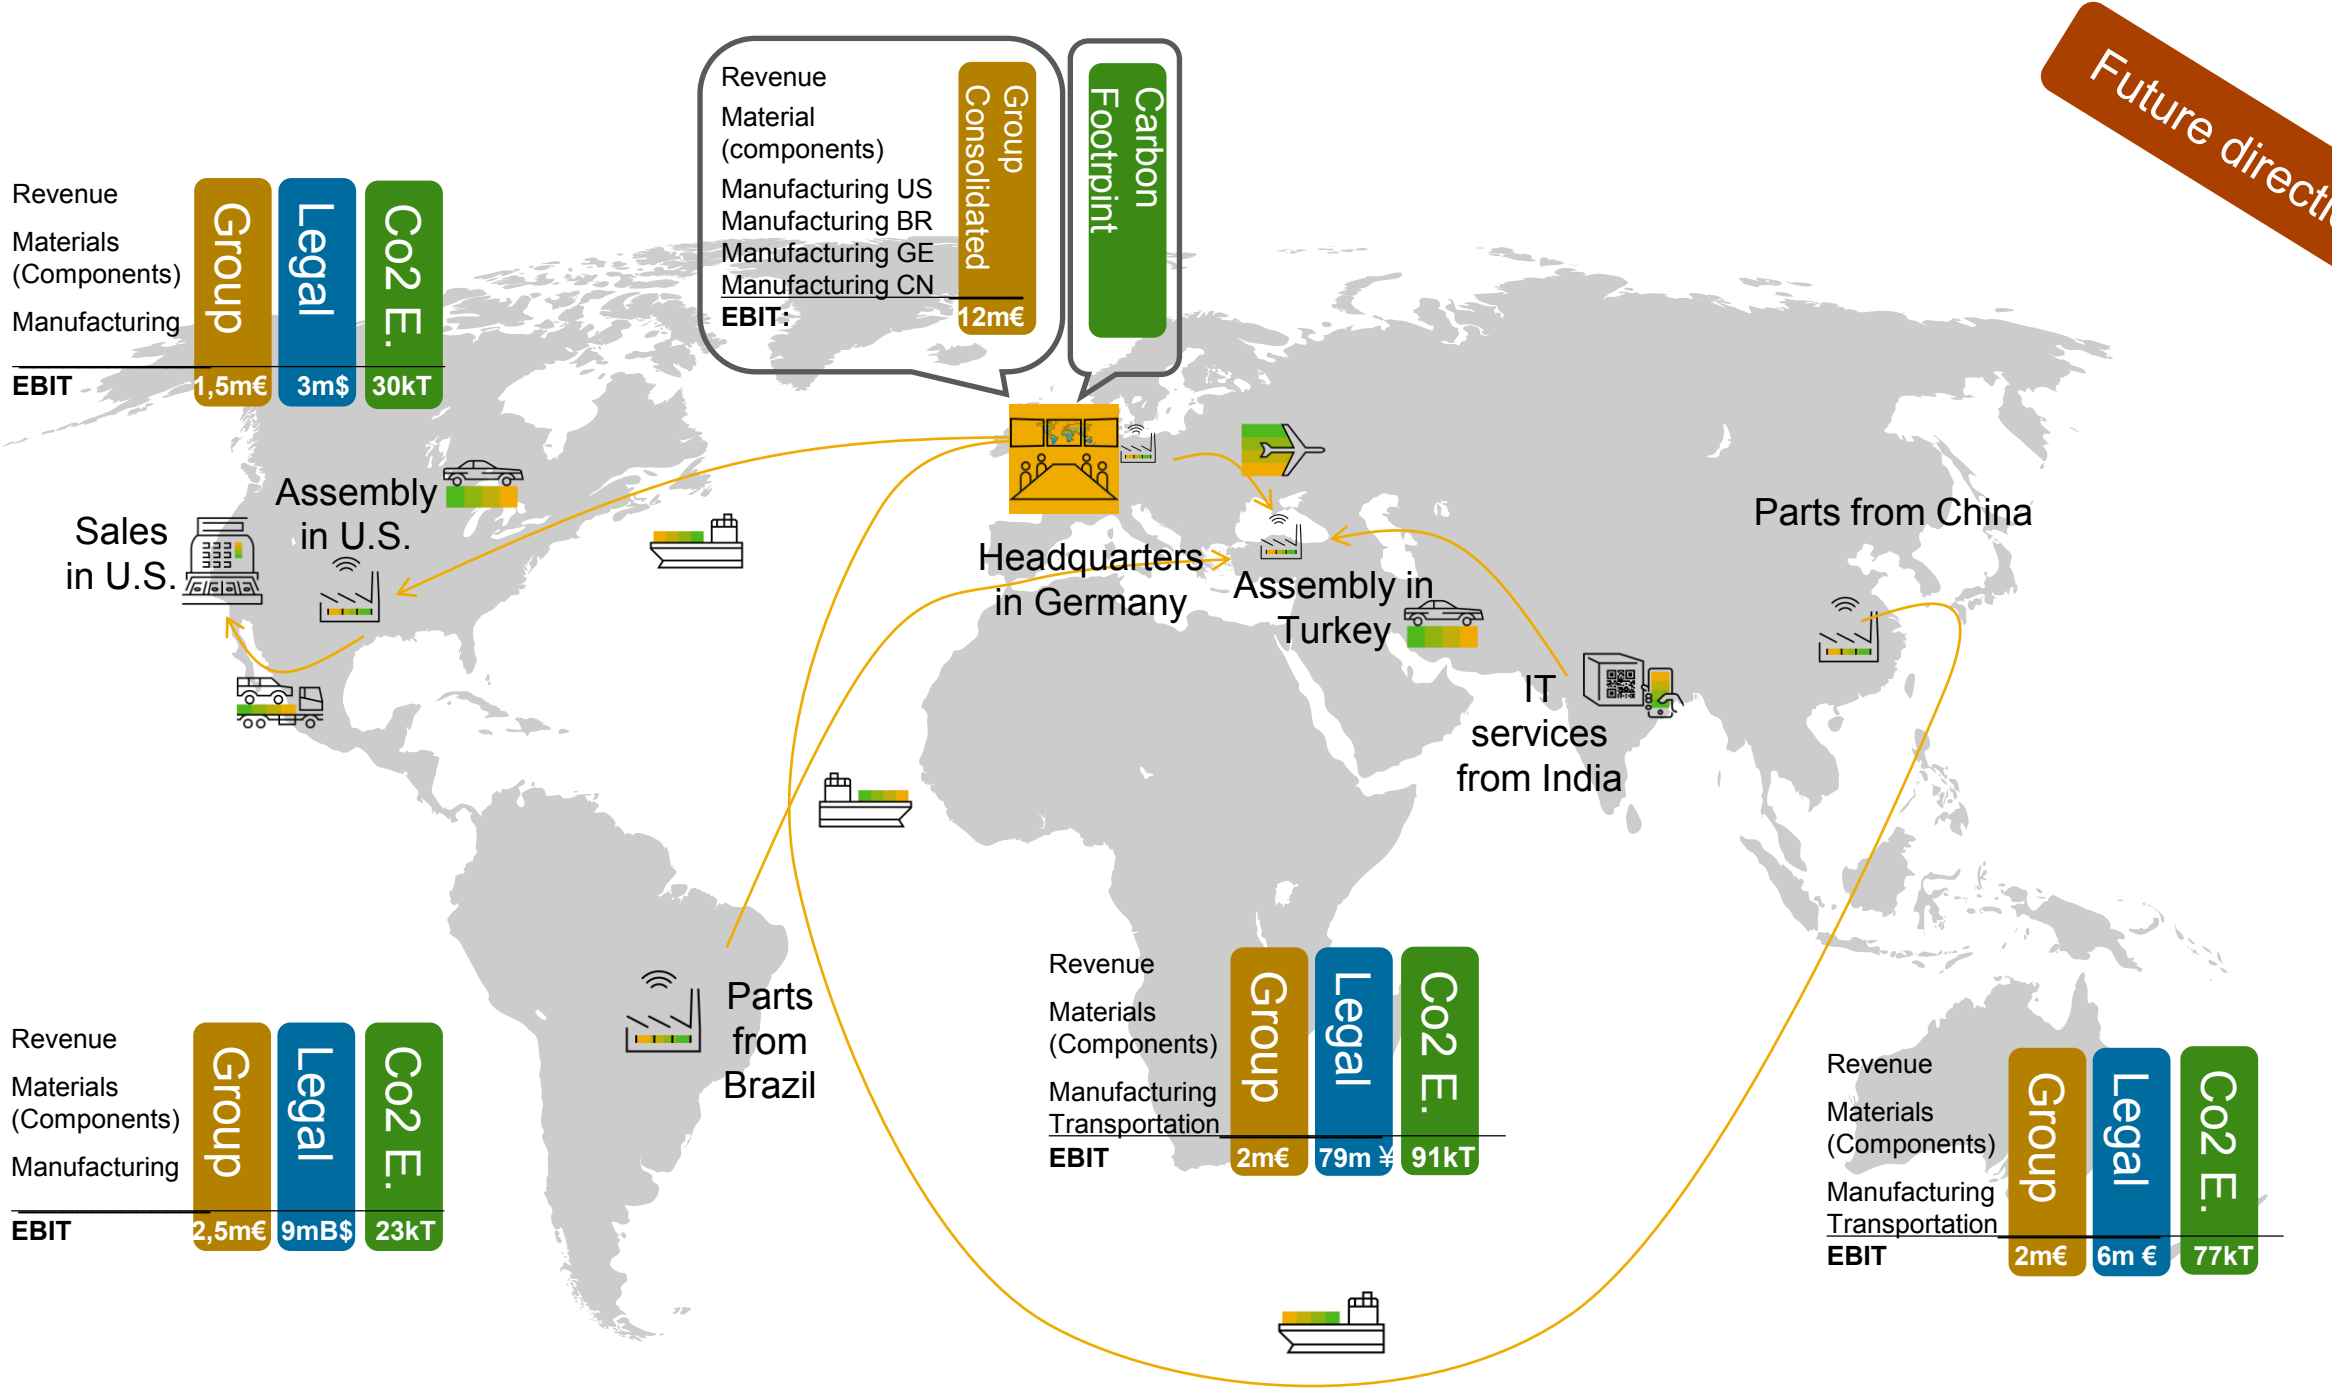 Future directi
Revenue
Material
(components)
Manufacturing US
Manufacturing BR
Manufacturing GE
Manufacturing CN
EBIT:
Group
Consolidated
12m€
Carbon
Footrpint
Revenue
Materials
(Components)
Manufacturing
EBIT
Group
1,5m€
Legal
3m$
Co2 E.
30kT
Sales
in U.S.
Assembly
in U.S.
Headquarters
in Germany
Assembly in
Turkey
IT
services
from India
Parts from China
Parts
from
Brazil
Revenue
Materials
(Components)
Manufacturing
EBIT
Group
2,5m€
Legal
9mB$
Co2 E.
23kT
Revenue
Materials
(Components)
Manufacturing
Transportation
EBIT
Group
2m€
Legal
79m ¥
Co2 E.
91kT
Revenue
Materials
(Components)
Manufacturing
Transportation
EBIT
Group
2m€
Legal
6m €
Co2 E.
77kT